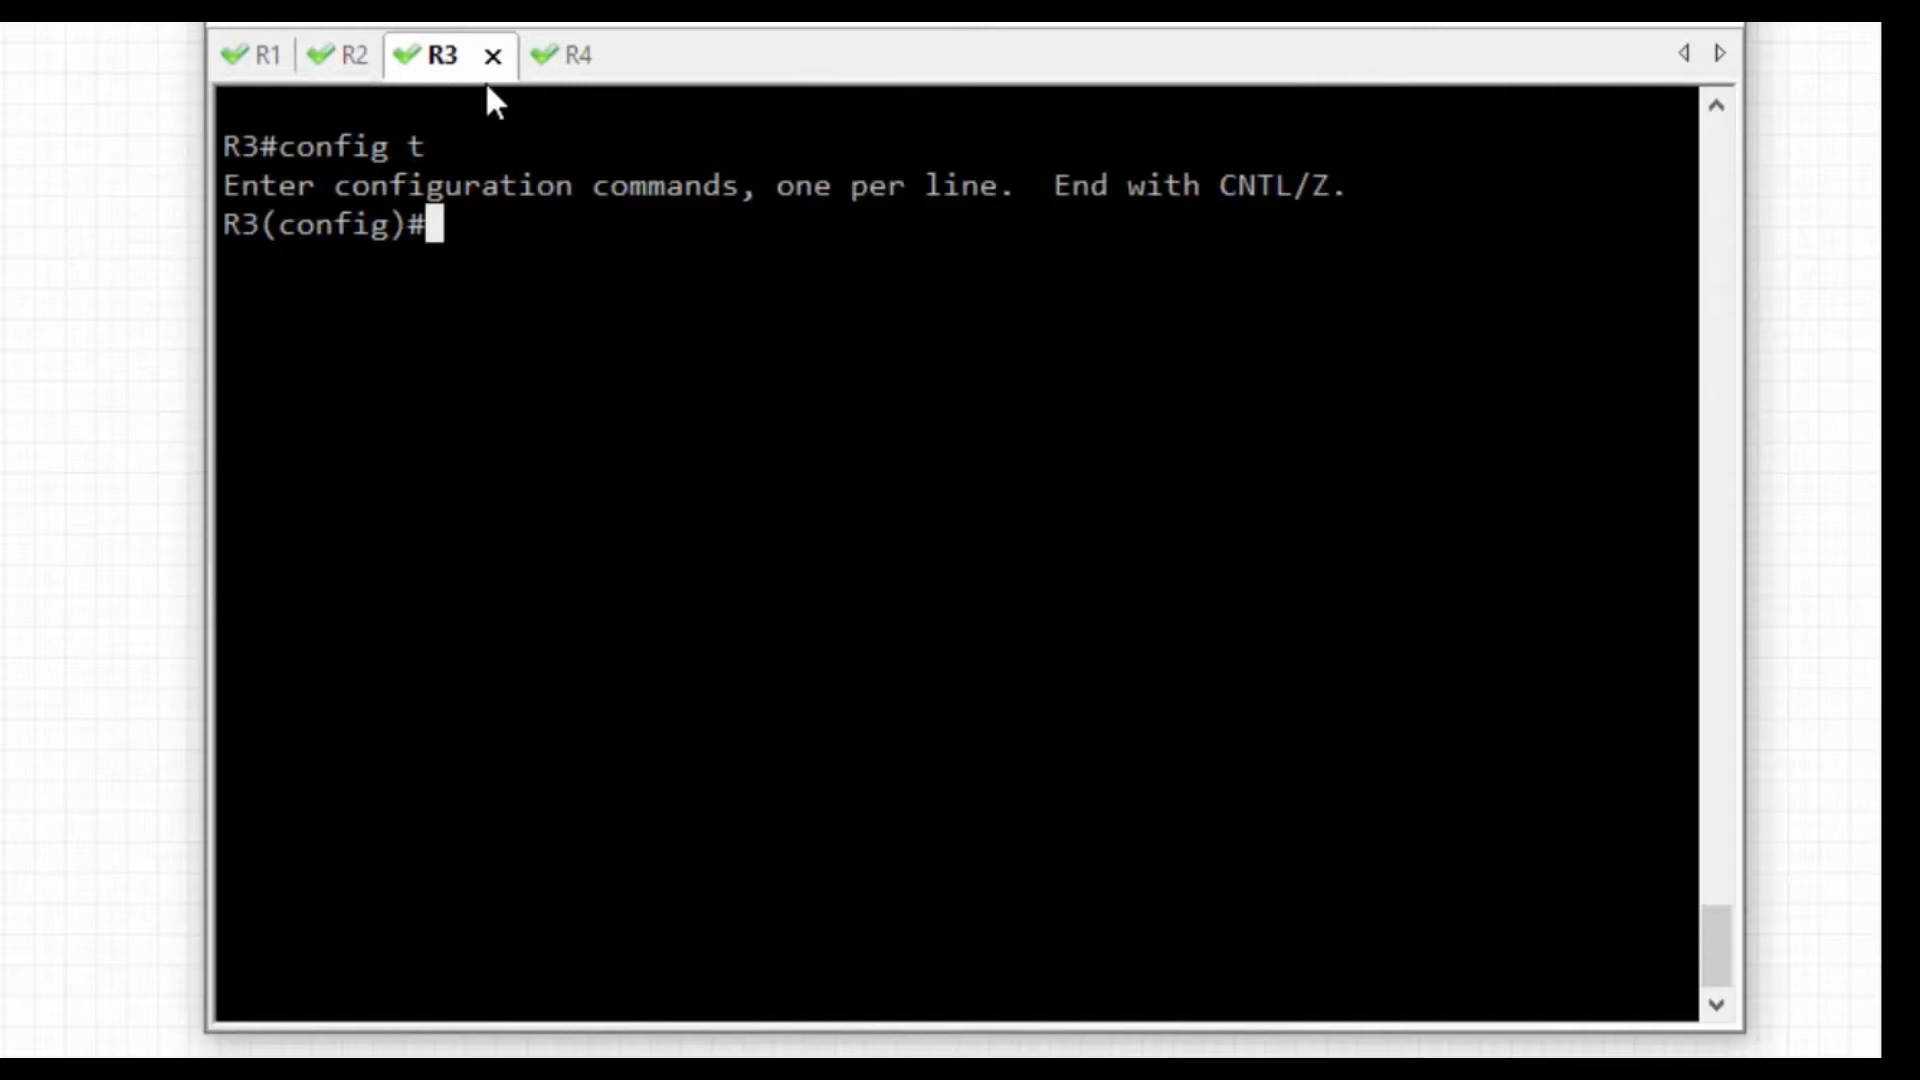 R1 R2 R3 R4
R3#config t
Enter configuration commands, one per line.  End with CNTL/Z.
R3(config)#